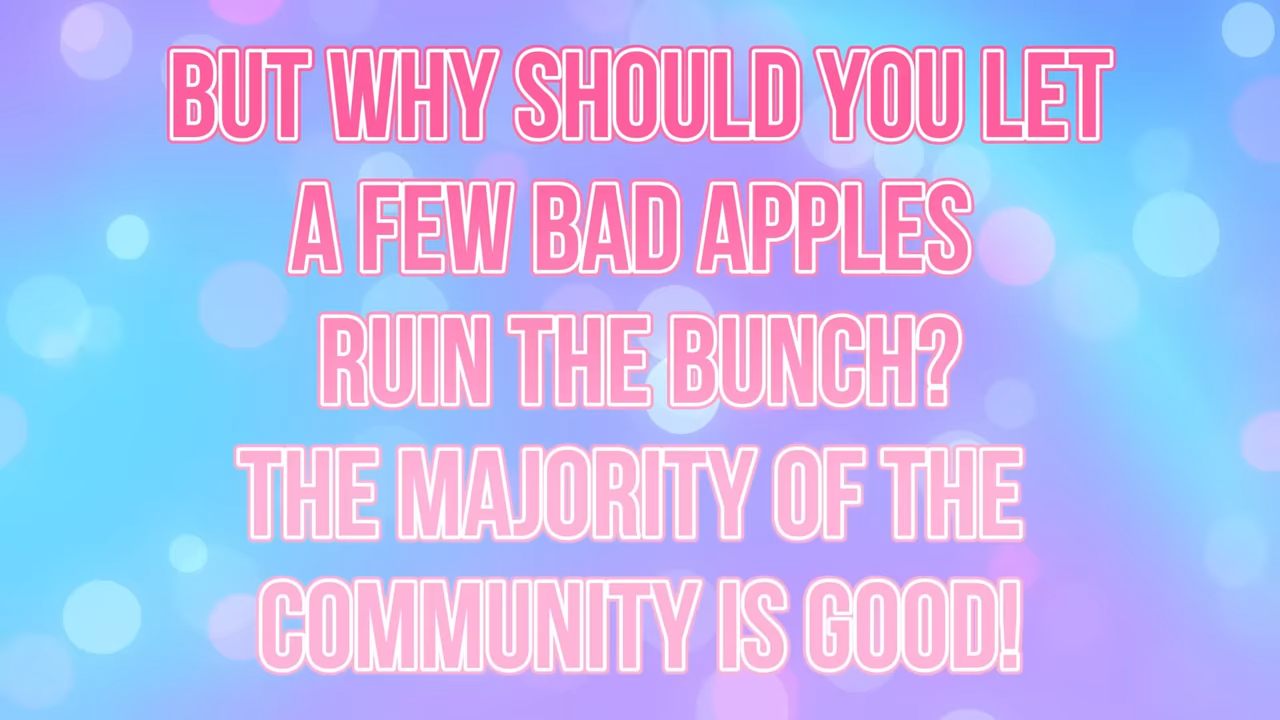 BUT WHY SHOULD YOU LET
A FEW BAD APPLES
RUIN THE BUNCH?
THE MAJORITY OF THE
COMMUNITY IS GOOD!